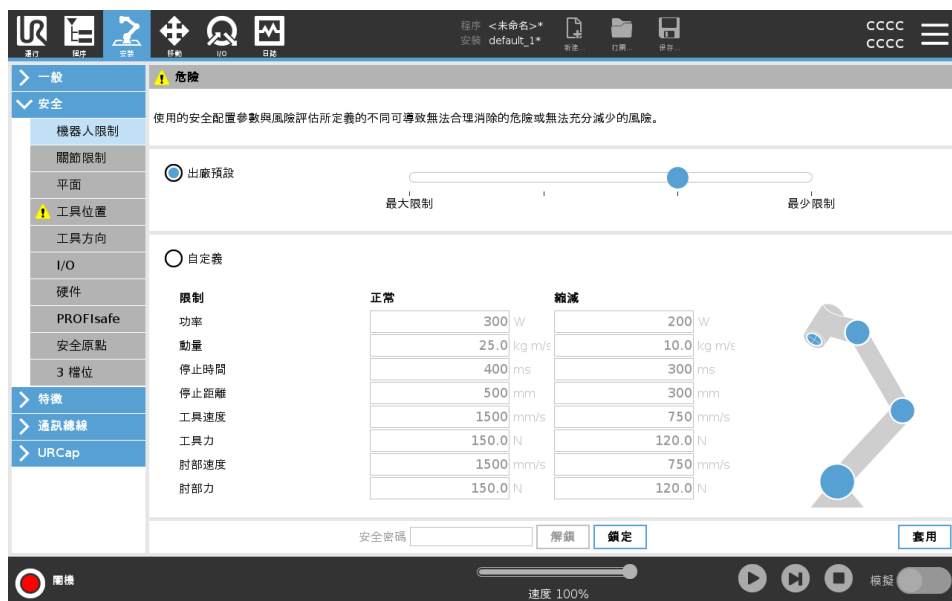 程序 <未命名>*
安裝 default_1*
新建...
打開...
保存...
cccc
cccc
運行
程序
安裝
移動
I/O
日誌
一般
安全
機器人限制
關節限制
平面
工具位置
工具方向
I/O
硬件
PROFIsafe
安全原點
3 檔位
特徵
通訊總線
URCap
危險
使用的安全配置參數與風險評估所定義的不同可導致無法合理消除的危險或無法充分減少的風險。
出廠預設
最大限制
最少限制
自定義
限制 正常 縮減
功率 300 W 200 W
動量 25.0 kg m/s 10.0 kg m/s
停止時間 400 ms 300 ms
停止距離 500 mm 300 mm
工具速度 1500 mm/s 750 mm/s
工具力 150.0 N 120.0 N
肘部速度 1500 mm/s 750 mm/s
肘部力 150.0 N 120.0 N
安全密碼 解鎖 鎖定 套用
關機
速度 100%
模擬